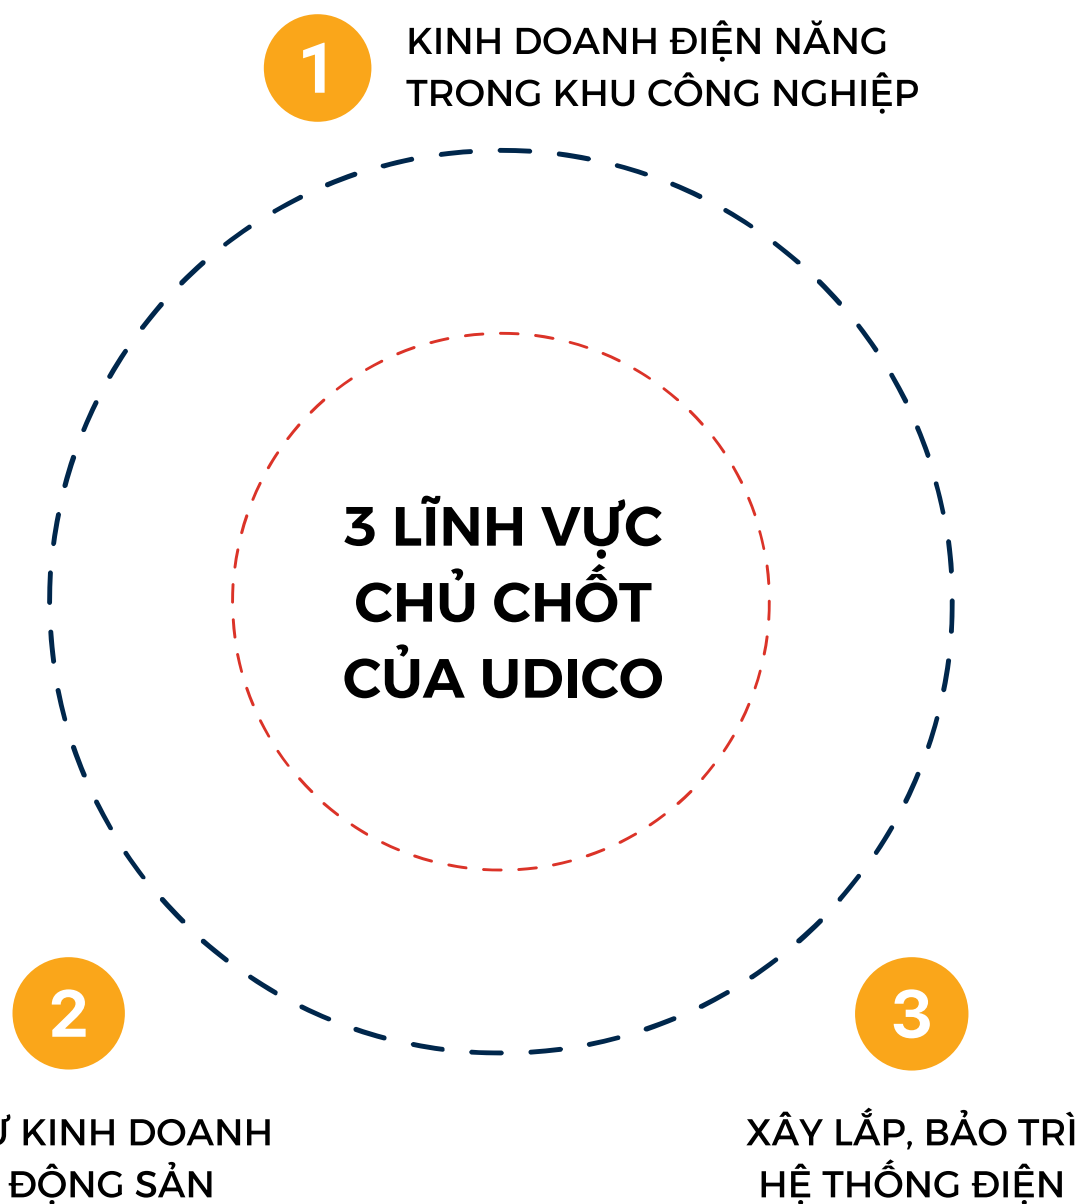 1
KINH DOANH ĐIỆN NĂNG
TRONG KHU CÔNG NGHIỆP
3 LĨNH VỰC
CHỦ CHỐT
CỦA UDICO
2
KINH DOANH
ĐỘNG SẢN
3
XÂY LẮP, BẢO TRÌ
HỆ THỐNG ĐIỆN